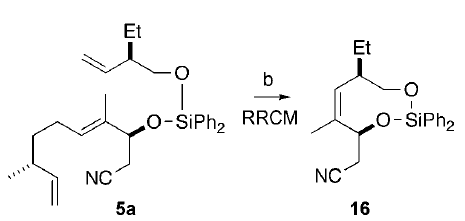 Et
O
O-SiPh₂
NC
5a
b
RRCM
Et
O
O-SiPh₂
NC
16